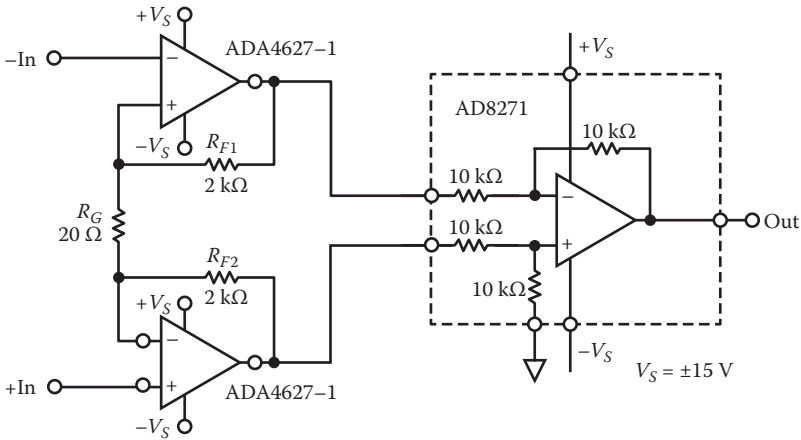 +V_S
ADA4627–1
–In
−
+
–V_S
R_F1
2 kΩ
R_G
20 Ω
R_F2
2 kΩ
+V_S
−
+In
+
ADA4627–1
–V_S
+V_S
AD8271
10 kΩ
10 kΩ
−
10 kΩ
+
Out
10 kΩ
–V_S
V_S = ±15 V